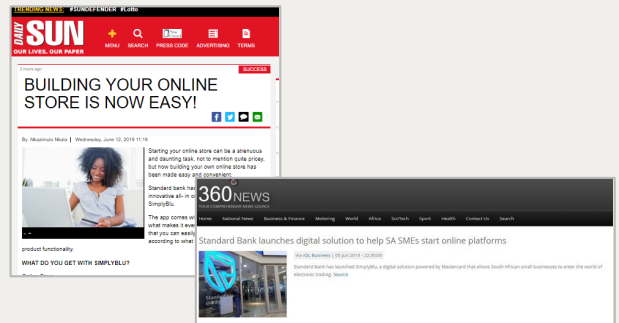 TRENDING NEWS: #SUNDEFENDER #Lotto
DAILY SUN
OUR LIVES. OUR PAPER
MENU SEARCH PRESS CODE ADVERTISING TERMS
2 hours ago SUCCESS
BUILDING YOUR ONLINE
STORE IS NOW EASY!
By Nkazimulo Nkala | Wednesday, June 12, 2019 11:19
Starting your online store can be a strenuous
and daunting task, not to mention quite pricey,
but now building your own online store has
been made easy and convenient.
Standard bank has
innovative all- in o
The app comes wi
what makes it eve
that you can easily
according to what
product functionality.
WHAT DO YOU GET WITH SIMPLYBLU?
360NEWS
YOUR COMPREHENSIVE NEWS SOURCE
Home National News Business & Finance Motoring World Africa SciTech Sport Health Contact Us Search
Standard Bank launches digital solution to help SA SMEs start online platforms
via IOL Business | 09 Jun 2019 - 22:30:00
Standard Bank has launched SimplyBlu, a digital solution powered by Mastercard that allows South African small businesses to enter the world of
electronic trading. Source